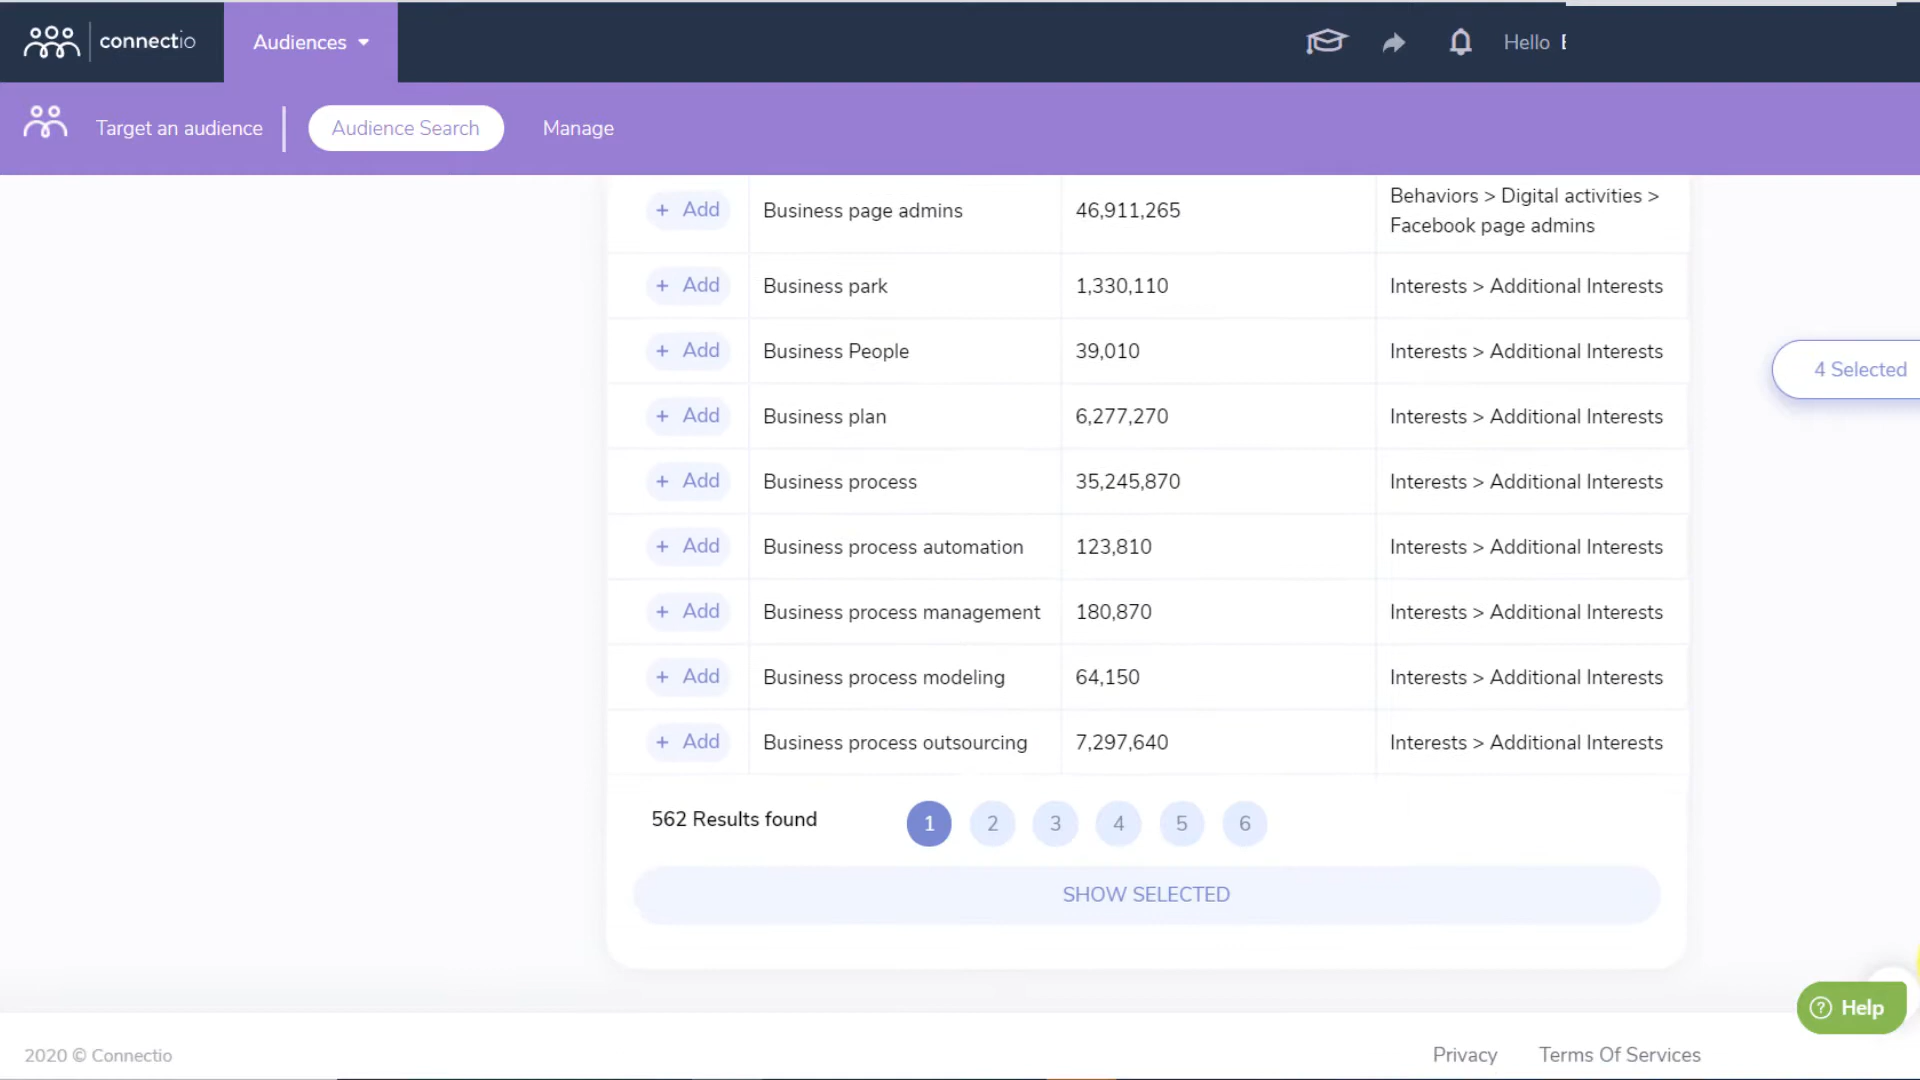 connectio
Audiences
Hello
Target an audience
Audience Search
Manage
+ Add Business page admins 46,911,265 Behaviors > Digital activities >
Facebook page admins
+ Add Business park 1,330,110 Interests > Additional Interests
+ Add Business People 39,010 Interests > Additional Interests
4 Selected
+ Add Business plan 6,277,270 Interests > Additional Interests
+ Add Business process 35,245,870 Interests > Additional Interests
+ Add Business process automation 123,810 Interests > Additional Interests
+ Add Business process management 180,870 Interests > Additional Interests
+ Add Business process modeling 64,150 Interests > Additional Interests
+ Add Business process outsourcing 7,297,640 Interests > Additional Interests
562 Results found 1 2 3 4 5 6
SHOW SELECTED
? Help
2020 © Connectio Privacy Terms Of Services